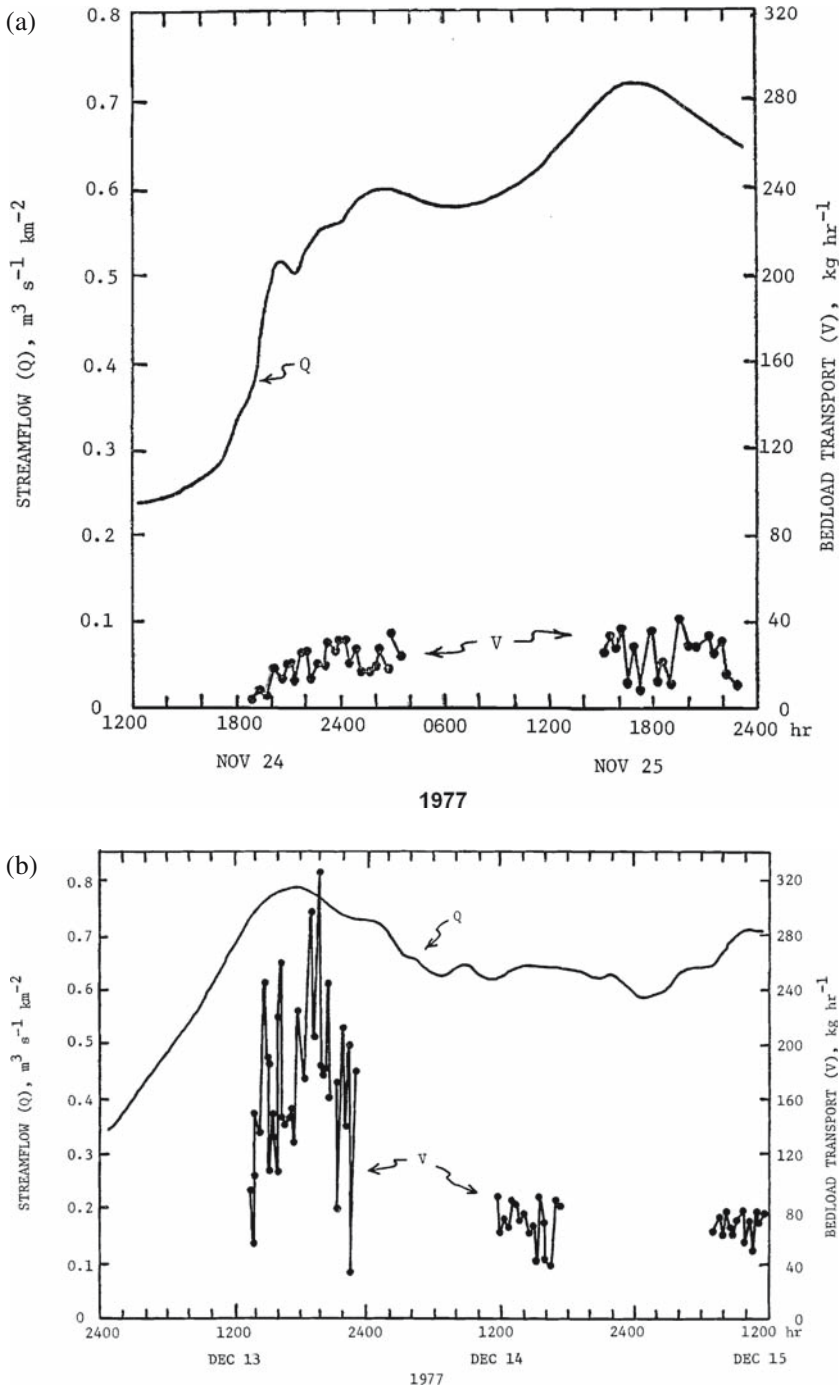 (a)
0.8
0.7
0.6
0.5
0.4
0.3
0.2
0.1
0
STREAMFLOW (Q), m³ s⁻¹ km⁻²
320
280
240
200
160
120
80
40
0
BEDLOAD TRANSPORT (V), kg hr⁻¹
Q
V
1200 1800 2400 0600 1200 1800 2400 hr
NOV 24 NOV 25
1977
(b)
0.8
0.7
0.6
0.5
0.4
0.3
0.2
0.1
0
STREAMFLOW (Q), m³ s⁻¹ km⁻²
320
280
240
200
160
120
80
40
0
BEDLOAD TRANSPORT (V), kg hr⁻¹
Q
V
2400 1200 2400 1200 2400 1200 hr
DEC 13 DEC 14 DEC 15
1977